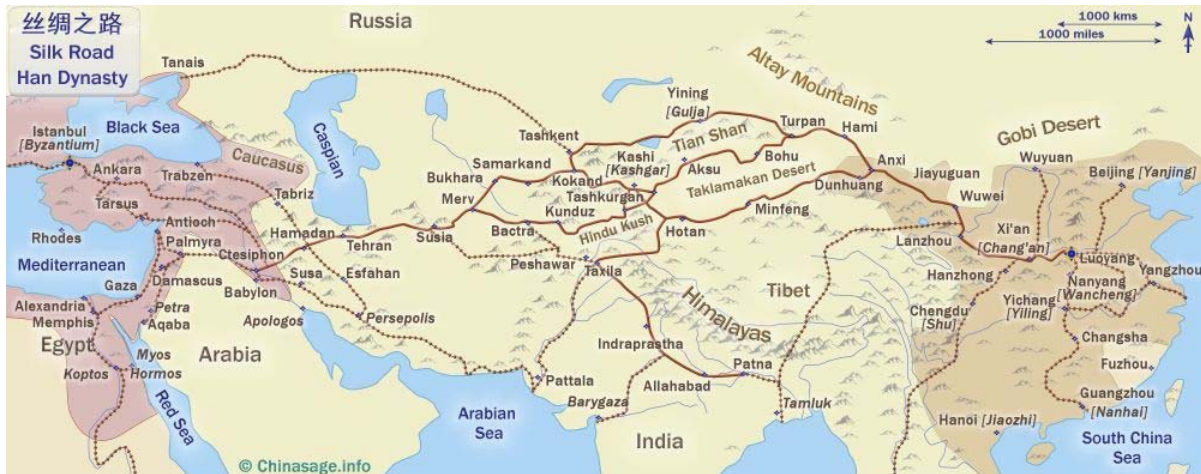 丝绸之路
Silk Road
Han Dynasty
Russia
1000 kms
1000 miles
N
Tanais
Altay Mountains
Yining
[Gulja]
Istanbul
[Byzantium]
Black Sea
Caspian
Tashkent
Tian Shan
Turpan
Hami
Gobi Desert
Caucasus
Ankara
Trabzen
Samarkand
Kashi
[Kashgar]
Aksu
Bohu
Anxi
Wuyuan
Jiayuguan
Beijing [Yanjing]
Bukhara
Kokand
Taklamakan Desert
Dunhuang
Tabriz
Tarsus
Merv
Tashkurgan
Wuwei
Antioch
Kunduz
Minfeng
Rhodes
Hamadan
Bactra
Hindu Kush
Hotan
Xi'an
[Chang'an]
Palmyra
Tehran
Susia
Lanzhou
Luoyang
Ctesiphon
Mediterranean
Damascus
Susa
Esfahan
Peshawar
Taxila
Hanzhong
Yangzhou
Nanyang
[Wancheng]
Gaza
Babylon
Tibet
Himalayas
Alexandria
Memphis
Petra
Aqaba
Apologos
Persepolis
Chengdu
[Shu]
Yichang
[Yiling]
Egypt
Arabia
Indraprastha
Changsha
Myos
Hormos
Koptos
Patna
Fuzhou
Pattala
Allahabad
Red Sea
Barygaza
Tamluk
Guangzhou
[Nanhai]
Arabian
Sea
India
Hanoi [Jiaozhi]
South China
Sea
© Chinasage.info